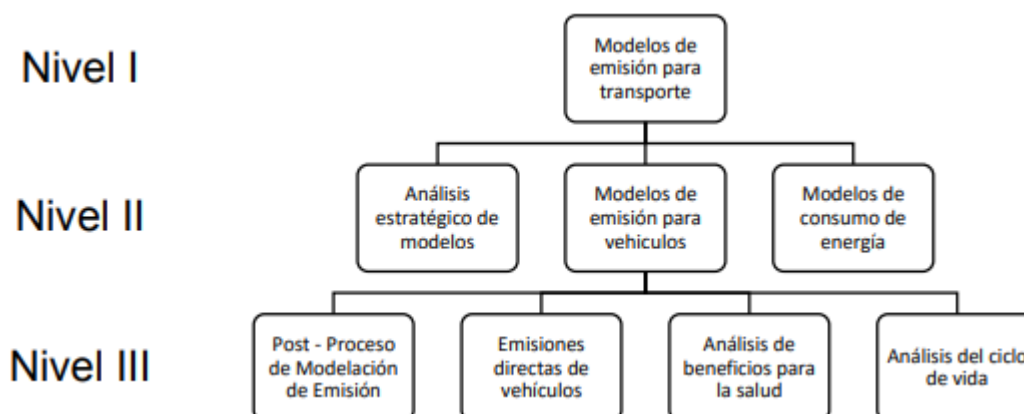 Nivel I
Modelos de
emisión para
transporte
Nivel II
Análisis
estratégico de
modelos
Modelos de
emisión para
vehiculos
Modelos de
consumo de
energía
Nivel III
Post - Proceso
de Modelación
de Emisión
Emisiones
directas de
vehículos
Análisis de
beneficios para
la salud
Análisis del ciclo
de vida